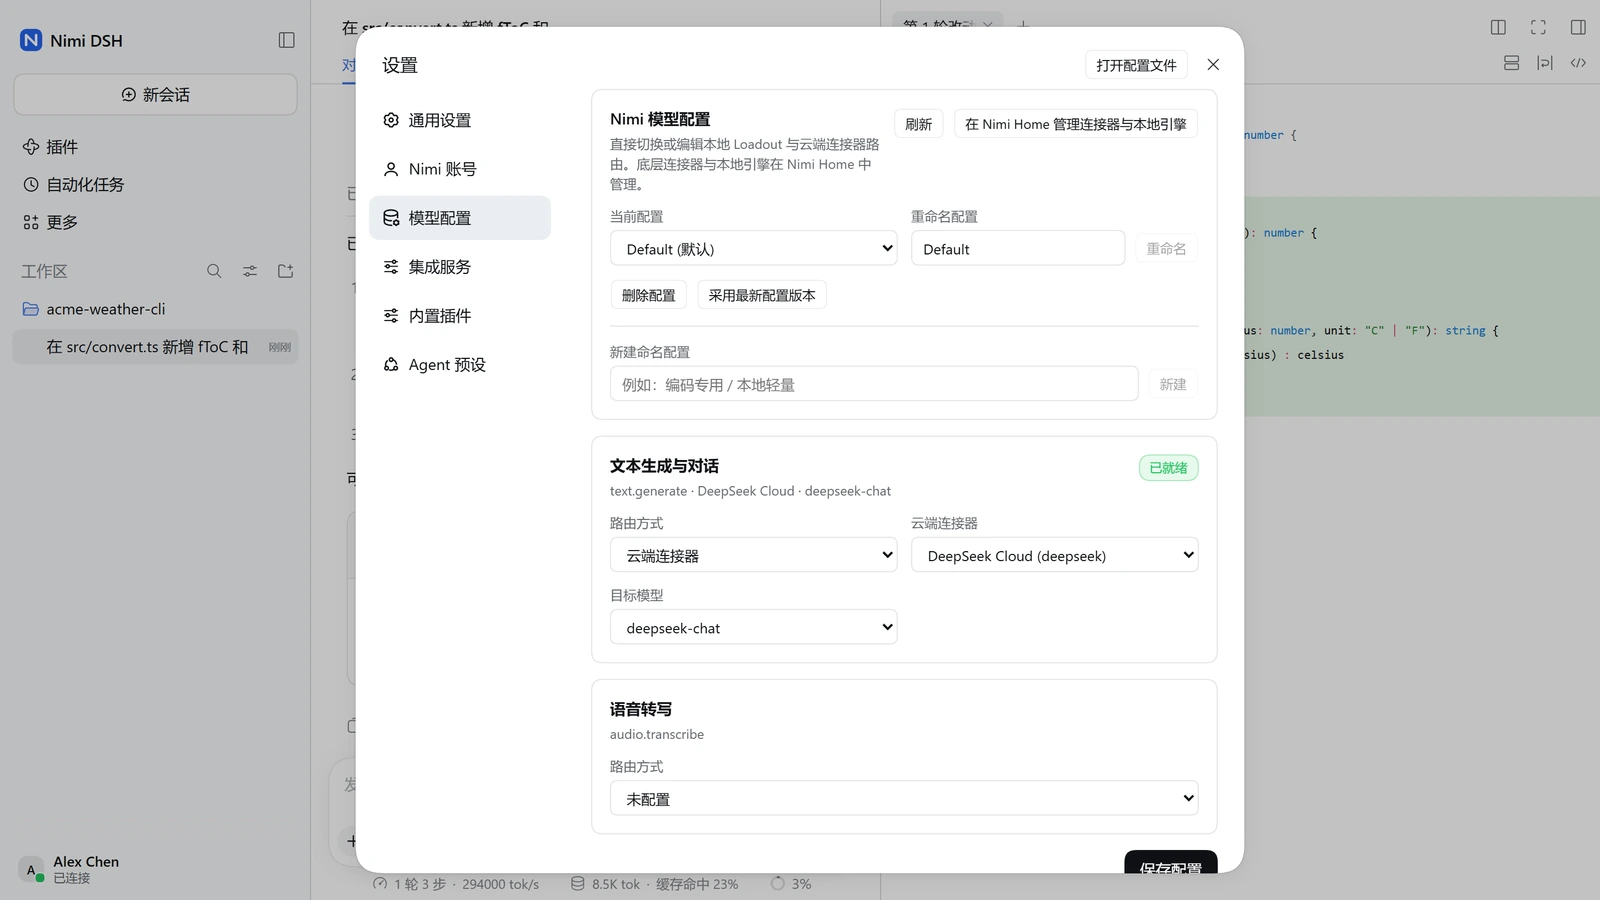 Nimi DSH
新会话
插件
自动化任务
更多
工作区
acme-weather-cli
在 src/convert.ts 新增 fToC 和
刚刚
Alex Chen
已连接
设置
打开配置文件
通用设置
Nimi 账号
模型配置
集成服务
内置插件
Agent 预设
Nimi 模型配置
刷新
在 Nimi Home 管理连接器与本地引擎
直接切换或编辑本地 Loadout 与云端连接器路
由。底层连接器与本地引擎在 Nimi Home 中
管理。
当前配置
重命名配置
Default (默认)
Default
重命名
删除配置
采用最新配置版本
新建命名配置
例如：编码专用 / 本地轻量
新建
文本生成与对话
已就绪
text.generate · DeepSeek Cloud · deepseek-chat
路由方式
云端连接器
云端连接器
DeepSeek Cloud (deepseek)
目标模型
deepseek-chat
语音转写
audio.transcribe
路由方式
未配置
保存配置
number {
): number {
us: number, unit: "C" | "F"): string {
sius) : celsius
1 轮 3 步 · 294000 tok/s
8.5K tok · 缓存命中 23%
3%